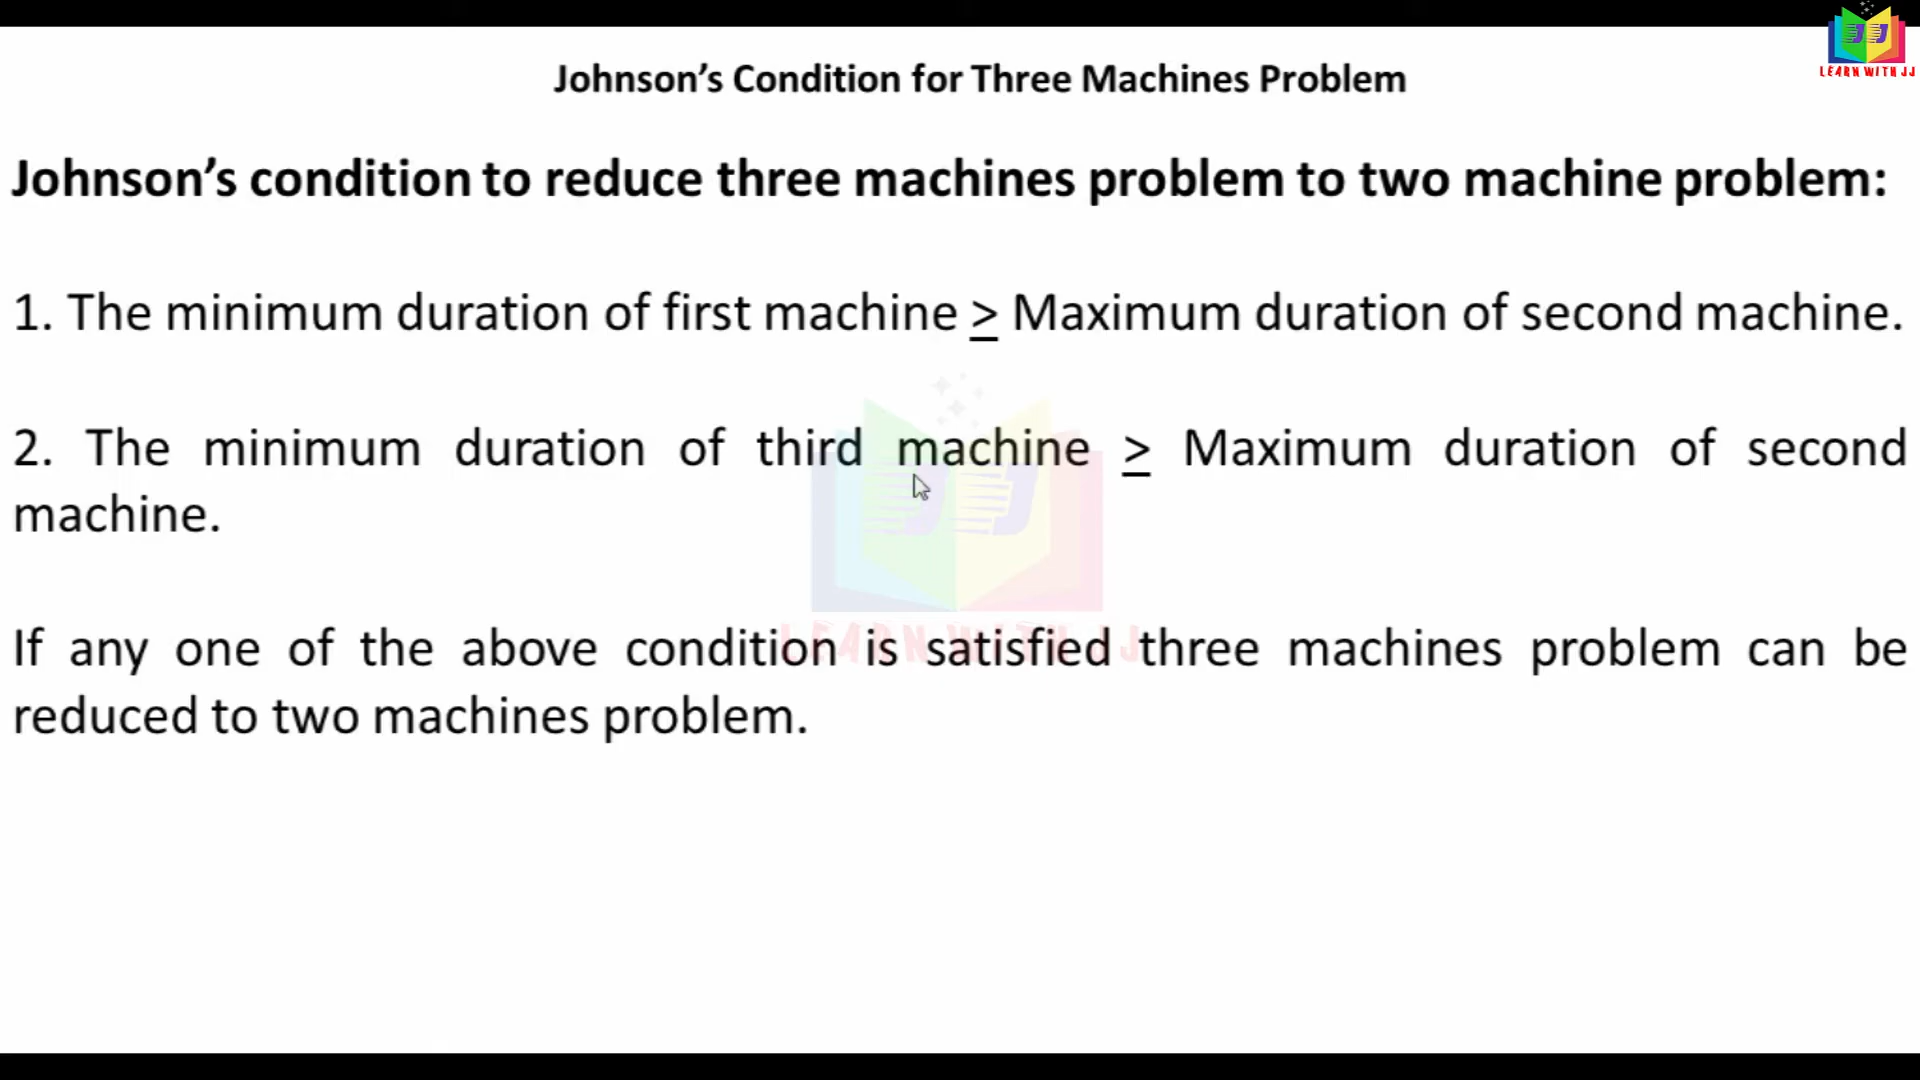 LEARN WITH JJ
Johnson’s Condition for Three Machines Problem
Johnson’s condition to reduce three machines problem to two machine problem:
1. The minimum duration of first machine ≥ Maximum duration of second machine.
2. The minimum duration of third machine ≥ Maximum duration of second
machine.
LEARN WITH JJ
If any one of the above condition is satisfied three machines problem can be
reduced to two machines problem.